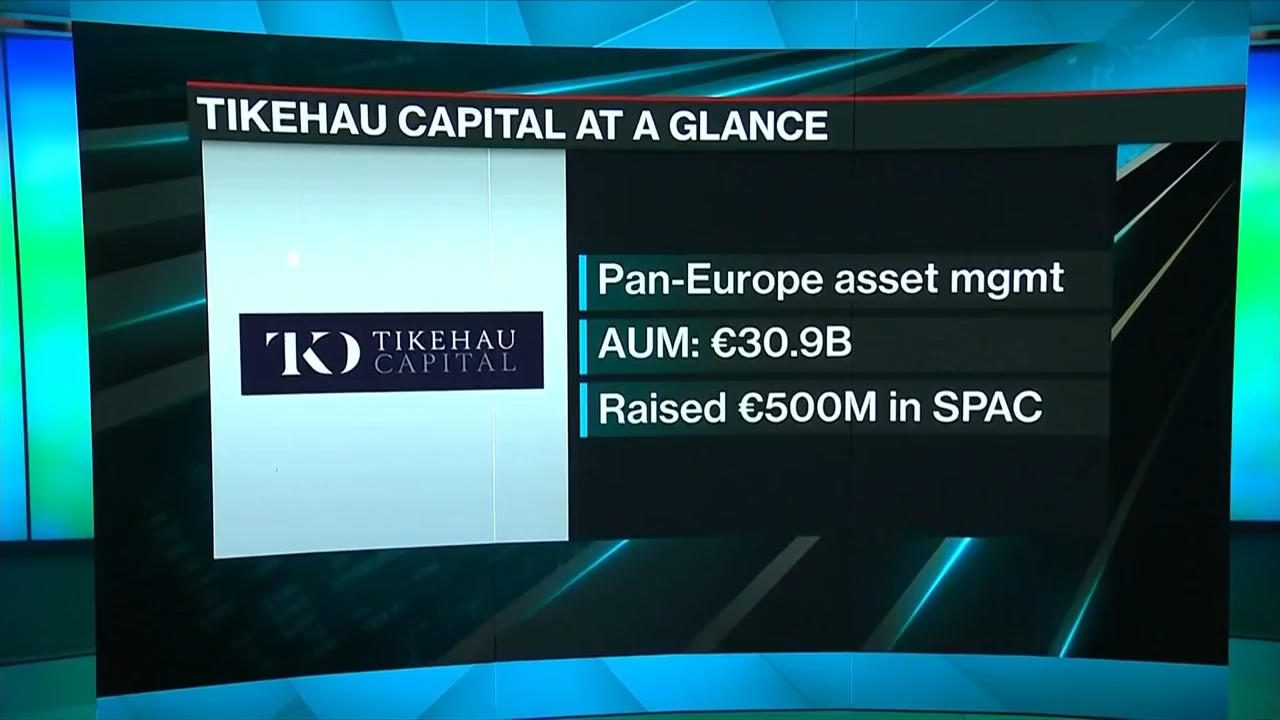 TIKEHAU CAPITAL AT A GLANCE
TKO TIKEHAU
CAPITAL
Pan-Europe asset mgmt
AUM: €30.9B
Raised €500M in SPAC